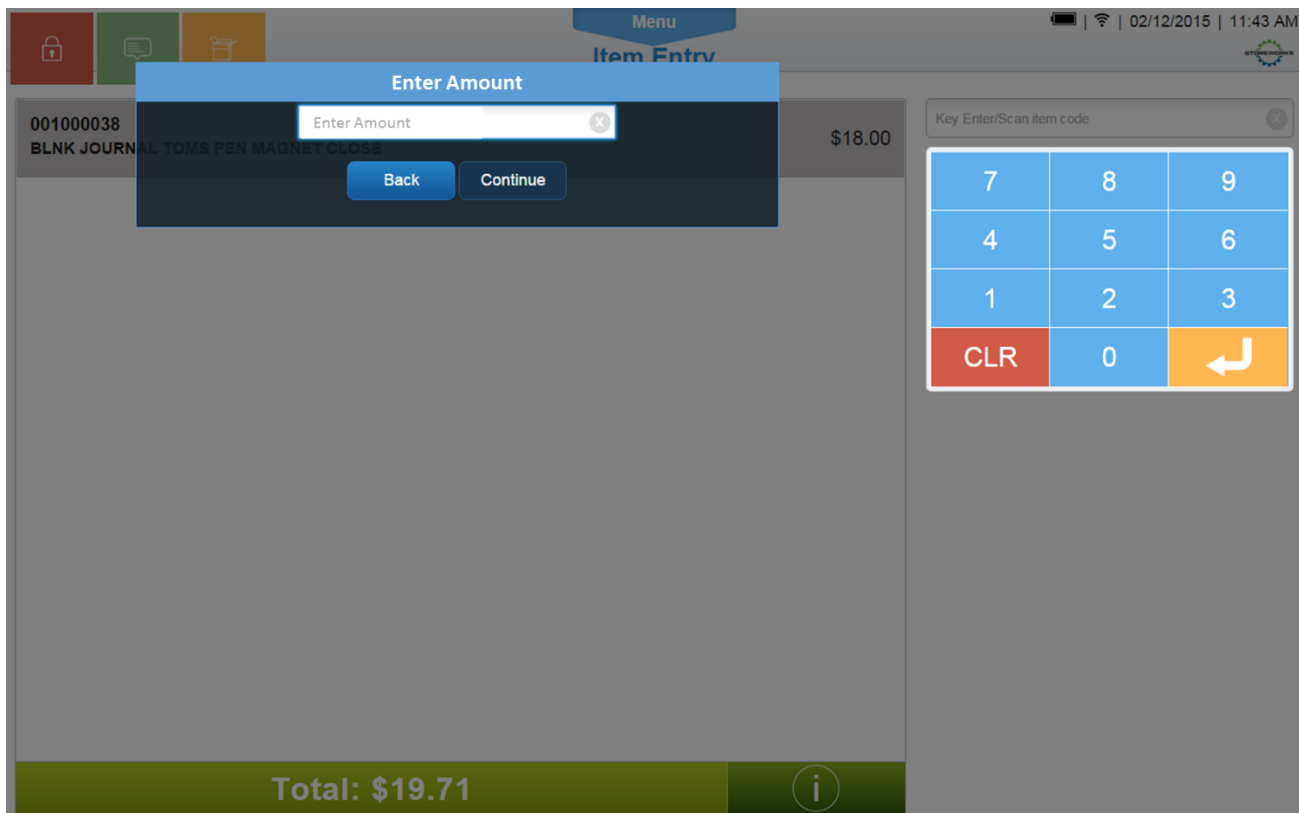 Menu
| | 02/12/2015 | 11:43 AM
Item Entry
STOREWORKS
Enter Amount
Enter Amount
X
001000038
BLNK JOURNAL TOMS PEN MAGNET CLOSE
$18.00
Back
Continue
Key Enter/Scan item code
X
7 8 9
4 5 6
1 2 3
CLR 0
Total: $19.71
i